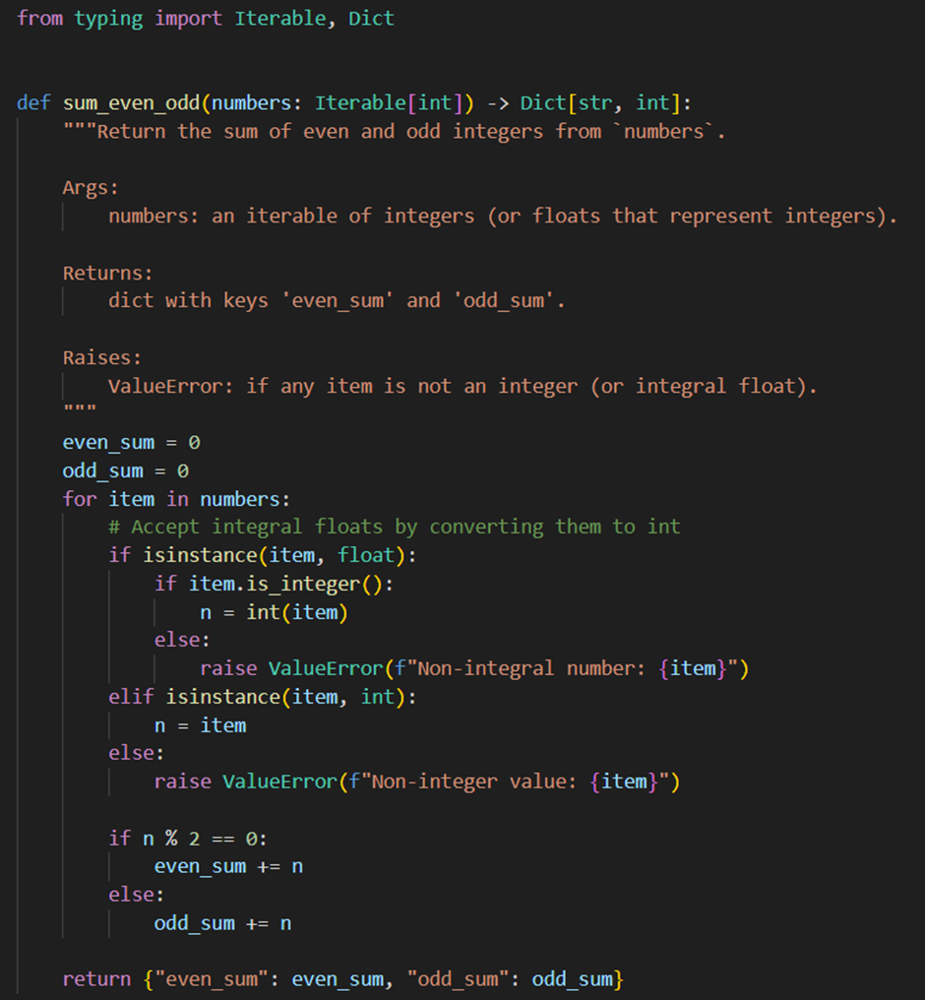 from typing import Iterable, Dict


def sum_even_odd(numbers: Iterable[int]) -> Dict[str, int]:
    """Return the sum of even and odd integers from `numbers`.

    Args:
        numbers: an iterable of integers (or floats that represent integers).

    Returns:
        dict with keys 'even_sum' and 'odd_sum'.

    Raises:
        ValueError: if any item is not an integer (or integral float).
    """
    even_sum = 0
    odd_sum = 0
    for item in numbers:
        # Accept integral floats by converting them to int
        if isinstance(item, float):
            if item.is_integer():
                n = int(item)
            else:
                raise ValueError(f"Non-integral number: {item}")
        elif isinstance(item, int):
            n = item
        else:
            raise ValueError(f"Non-integer value: {item}")

        if n % 2 == 0:
            even_sum += n
        else:
            odd_sum += n

    return {"even_sum": even_sum, "odd_sum": odd_sum}